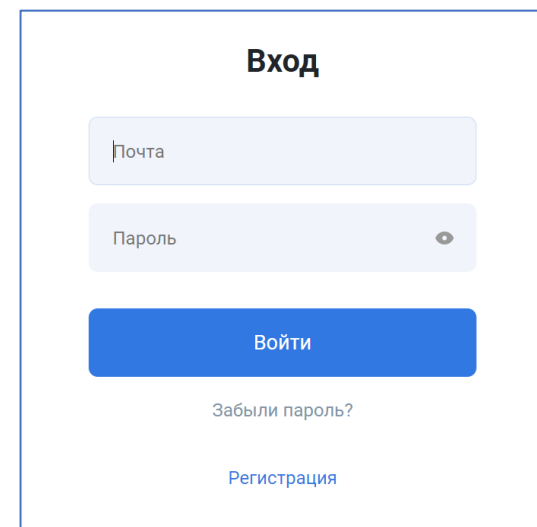 Вход
Почта
Пароль
Войти
Забыли пароль?
Регистрация